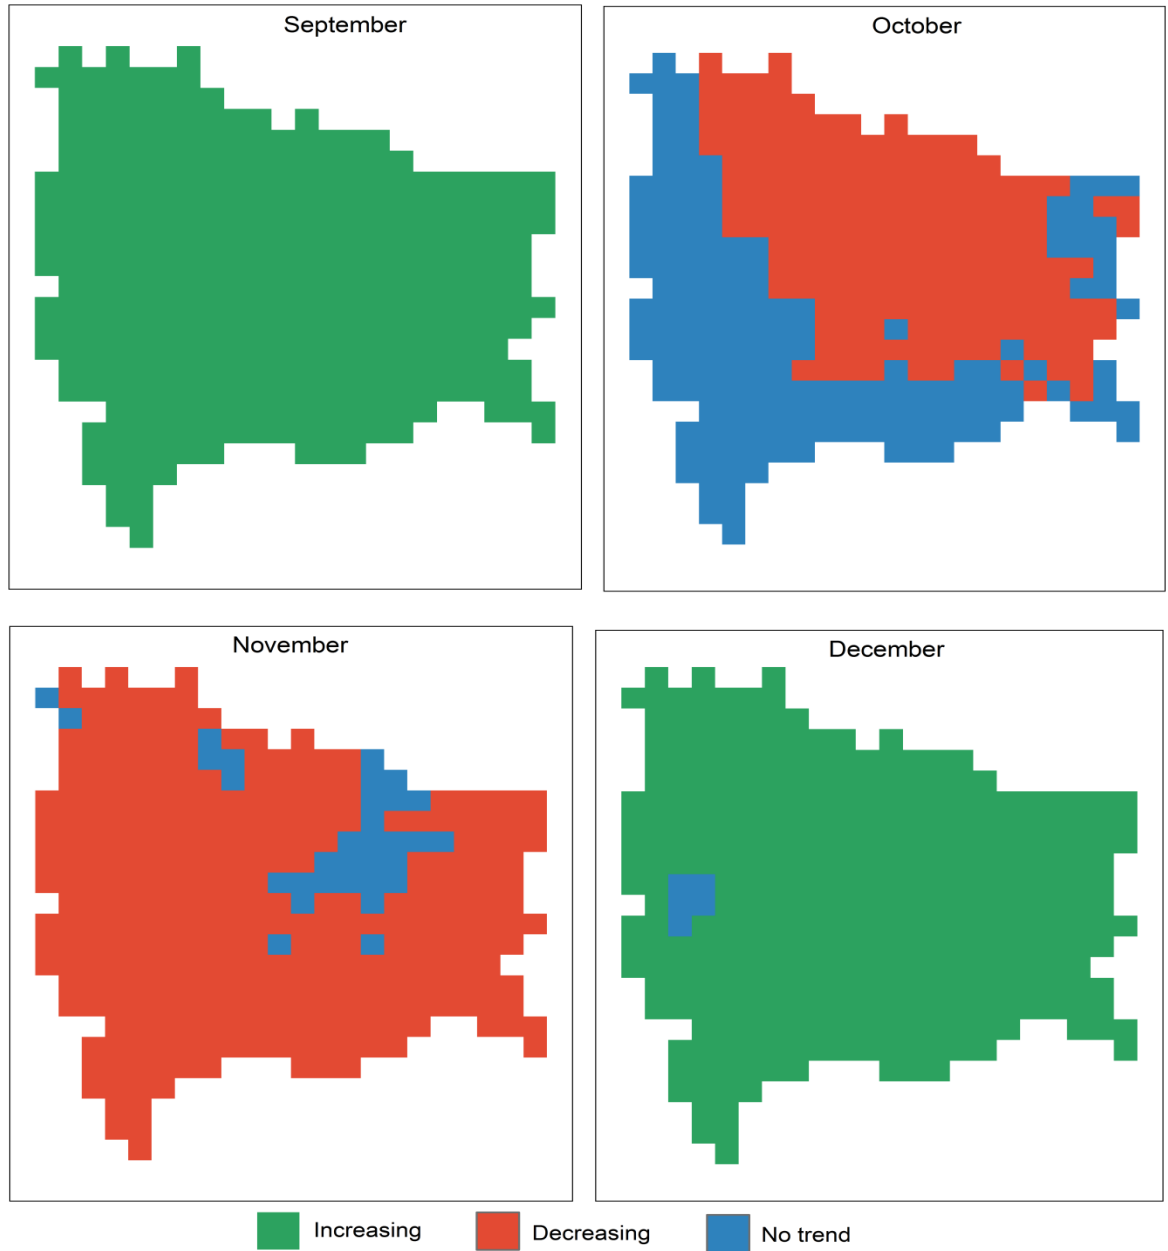 September
October
November
December
Increasing
Decreasing
No trend